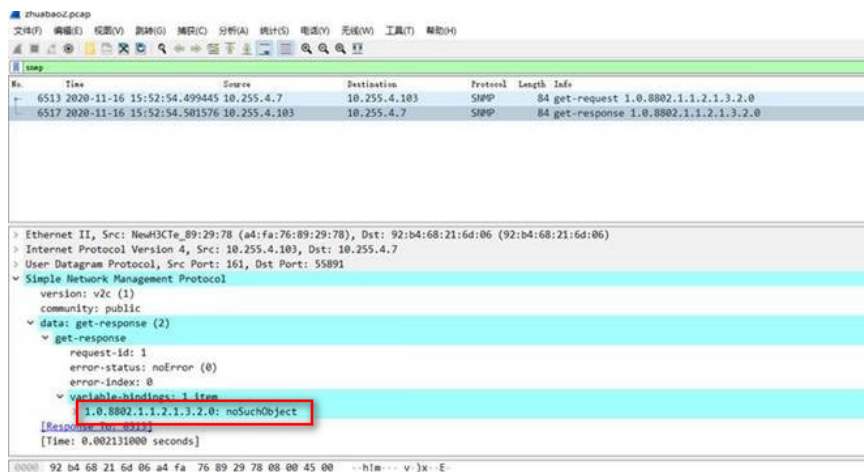 zhuabao2.pcap
文件(F) 编辑(E) 视图(V) 跳转(G) 捕获(C) 分析(A) 统计(S) 电话(Y) 无线(W) 工具(T) 帮助(H)
snmp
No. Time Source Destination Protocol Length Info
6513 2020-11-16 15:52:54.499445 10.255.4.7 10.255.4.103 SNMP 84 get-request 1.0.8802.1.1.2.1.3.2.0
6517 2020-11-16 15:52:54.501576 10.255.4.103 10.255.4.7 SNMP 84 get-response 1.0.8802.1.1.2.1.3.2.0
> Ethernet II, Src: NewH3CTe_89:29:78 (a4:fa:76:89:29:78), Dst: 92:b4:68:21:6d:06 (92:b4:68:21:6d:06)
> Internet Protocol Version 4, Src: 10.255.4.103, Dst: 10.255.4.7
> User Datagram Protocol, Src Port: 161, Dst Port: 55891
Simple Network Management Protocol
version: v2c (1)
community: public
data: get-response (2)
get-response
request-id: 1
error-status: noError (0)
error-index: 0
variable-bindings: 1 item
1.0.8802.1.1.2.1.3.2.0: noSuchObject
[Response To: 6513]
[Time: 0.002131000 seconds]
0000 92 b4 68 21 6d 06 a4 fa 76 89 29 78 08 00 45 00 ··h!m··· v·)x··E·